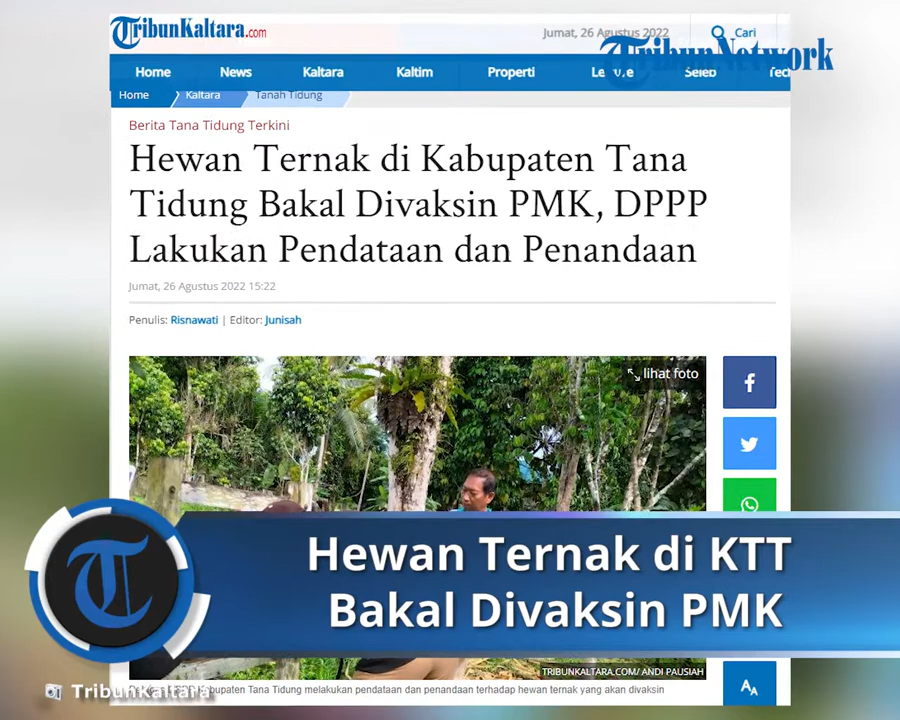 TribunKaltara.com
Jumat, 26 Agustus 2022
Cari
TribunNetwork
Home
News
Kaltara
Kaltim
Properti
Seleb
Home
Kaltara
Tanah Tidung
Berita Tana Tidung Terkini
Hewan Ternak di Kabupaten Tana
Tidung Bakal Divaksin PMK, DPPP
Lakukan Pendataan dan Penandaan
Jumat, 26 Agustus 2022 15:22
Penulis: Risnawati | Editor: Junisah
lihat foto
Hewan Ternak di KTT
Bakal Divaksin PMK
TRIBUNKALTARA.COM/ ANDI PAUSIAH
Tribunkaltara
Kabupaten Tana Tidung melakukan pendataan dan penandaan terhadap hewan ternak yang akan divaksin
AA